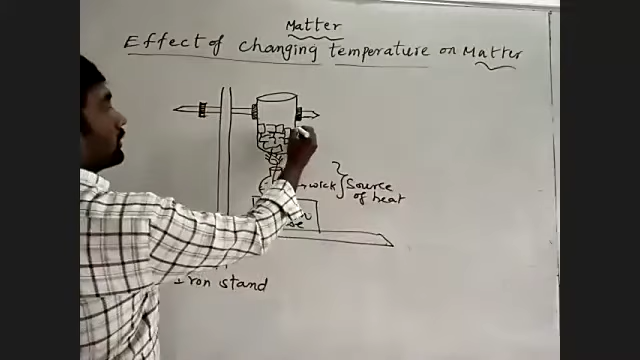 Matter
Effect of changing temperature on Matter
wick
Source
of heat
Iron stand